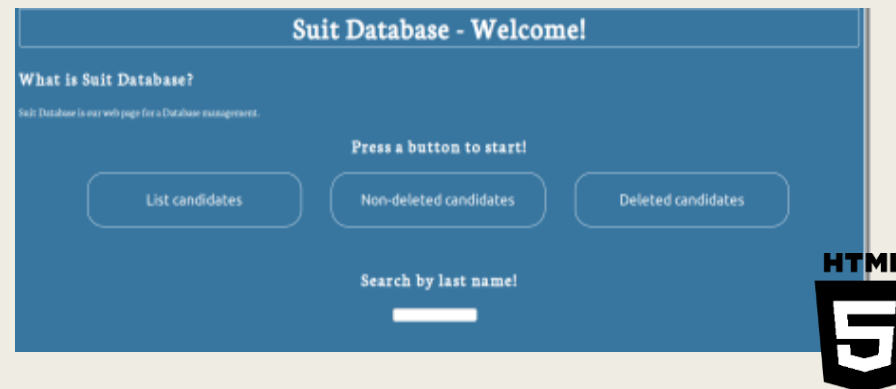 Suit Database - Welcome!
What is Suit Database?
Suit Database is our web page for a Database management.
Press a button to start!
List candidates
Non-deleted candidates
Deleted candidates
Search by last name!
HTML
5